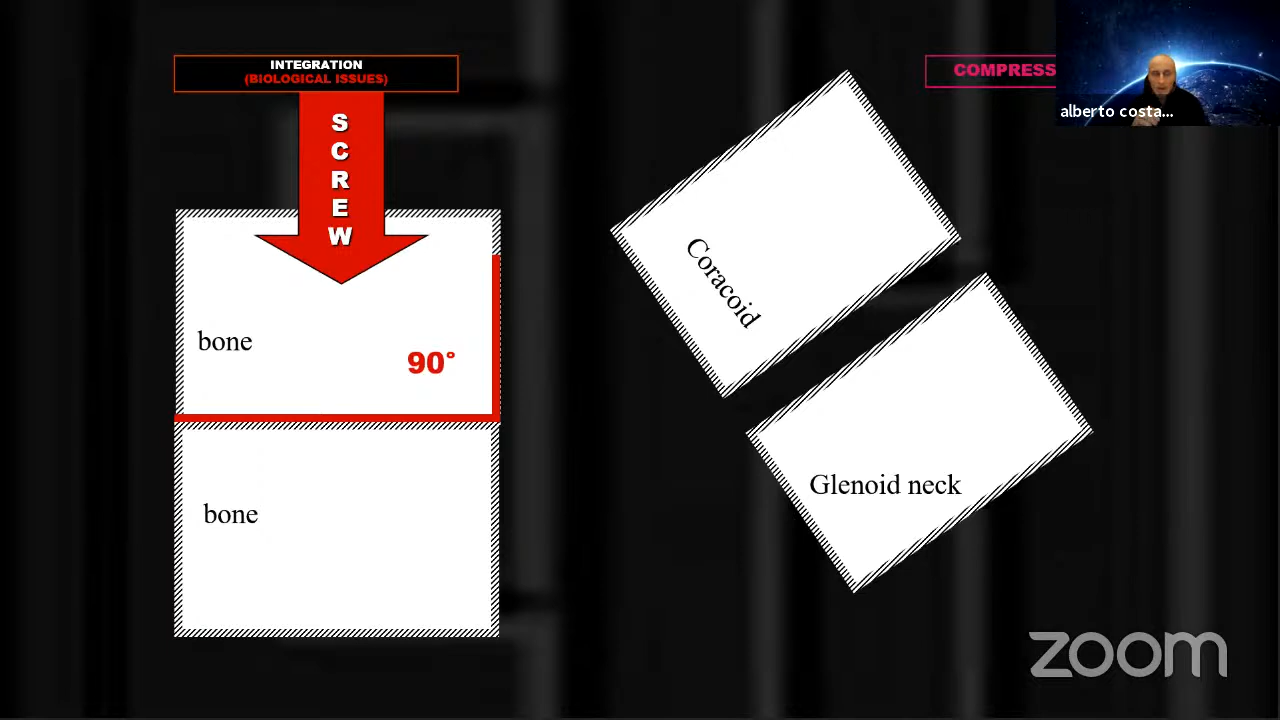 INTEGRATION
(BIOLOGICAL ISSUES)
COMPRESS
alberto costa...
S
C
R
E
W
bone
90°
bone
Coracoid
Glenoid neck
zoom